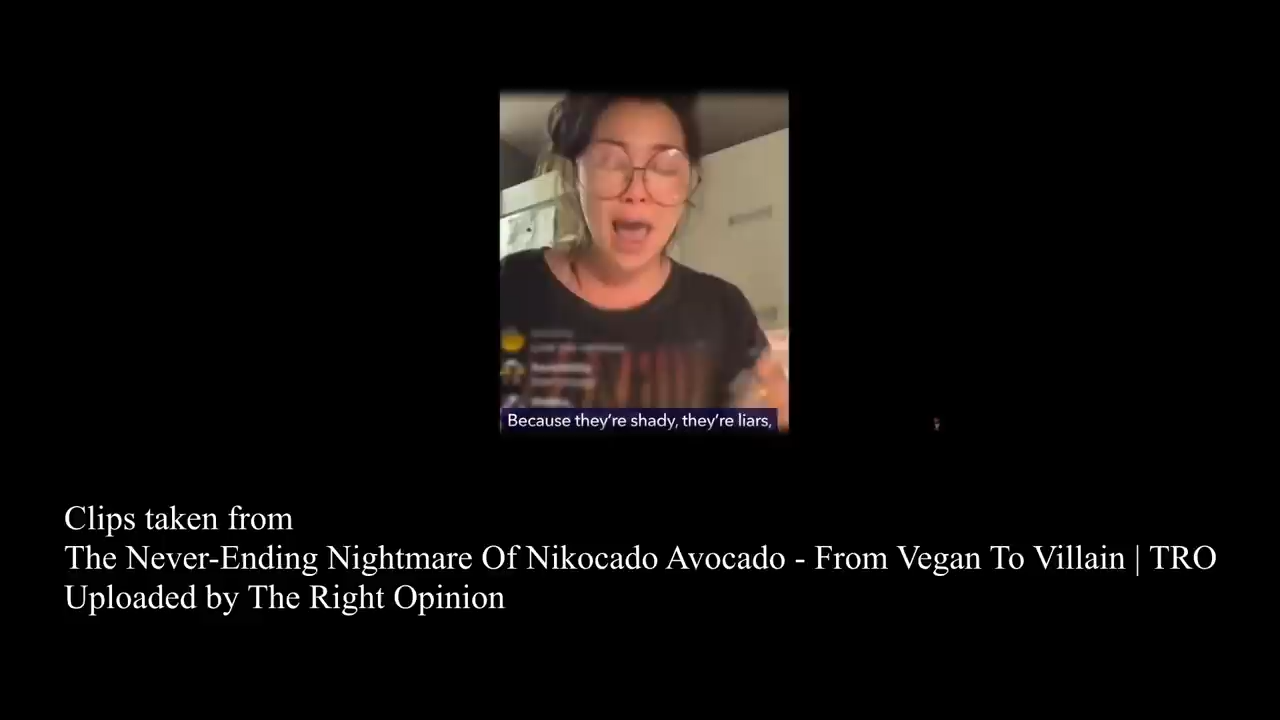 Because they're shady, they're liars,
Clips taken from
The Never-Ending Nightmare Of Nikocado Avocado - From Vegan To Villain | TRO
Uploaded by The Right Opinion